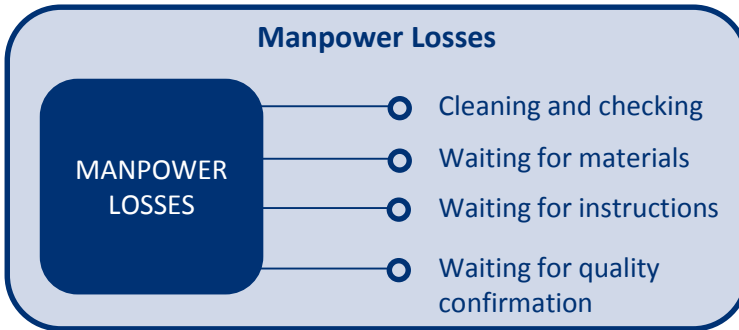 Manpower Losses
MANPOWER
LOSSES
Cleaning and checking
Waiting for materials
Waiting for instructions
Waiting for quality
confirmation